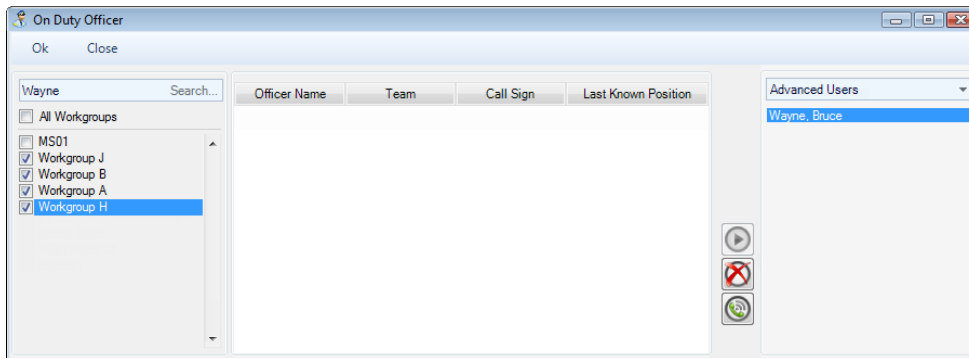 On Duty Officer
Ok Close
Wayne Search...
All Workgroups
MS01
Workgroup J
Workgroup B
Workgroup A
Workgroup H
Officer Name Team Call Sign Last Known Position
Advanced Users
Wayne, Bruce